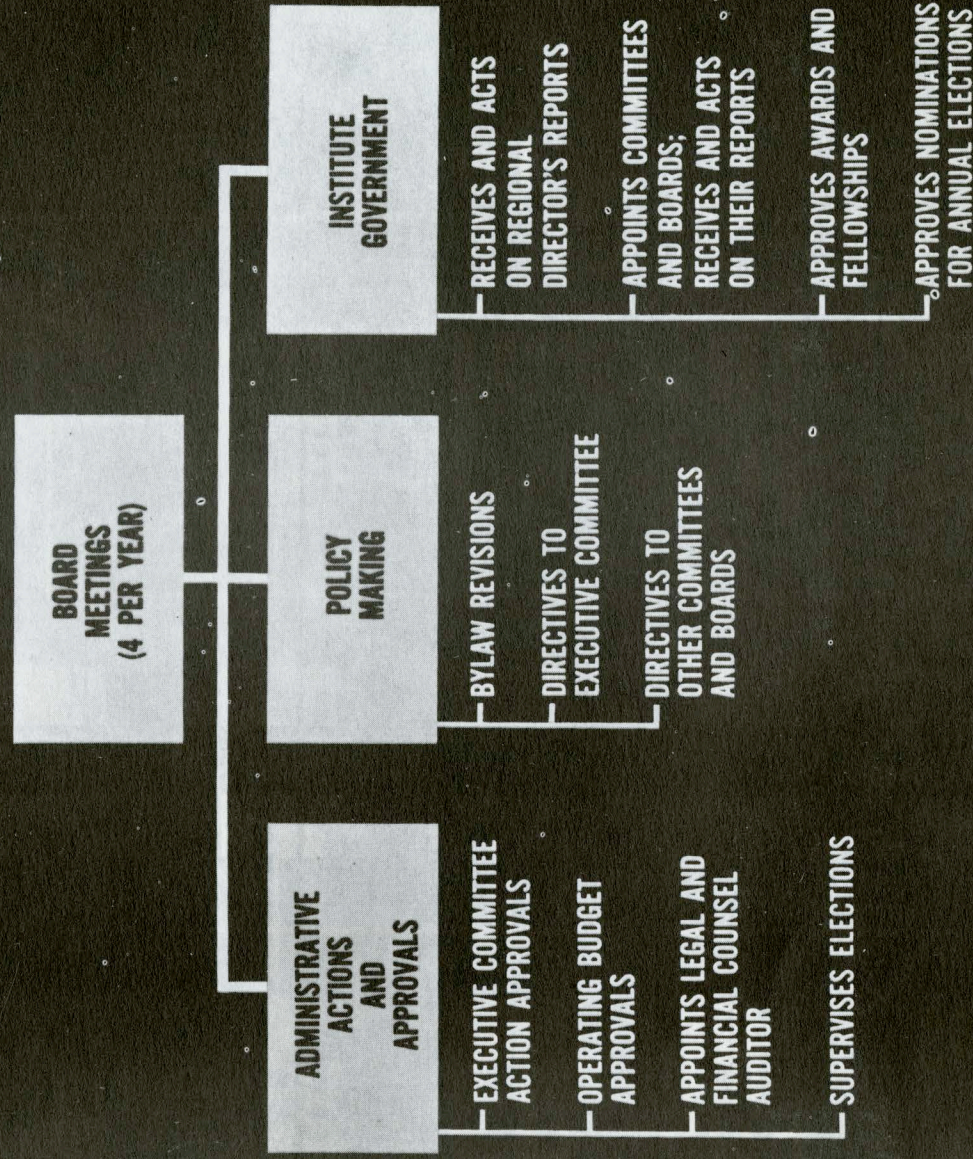 BOARD
MEETINGS
(4 PER YEAR)
ADMINISTRATIVE
ACTIONS
AND
APPROVALS
EXECUTIVE COMMITTEE
ACTION APPROVALS
OPERATING BUDGET
APPROVALS
APPOINTS LEGAL AND
FINANCIAL COUNSEL
AUDITOR
SUPERVISES ELECTIONS
POLICY
MAKING
BYLAW REVISIONS
DIRECTIVES TO
EXECUTIVE COMMITTEE
DIRECTIVES TO
OTHER COMMITTEES
AND BOARDS
INSTITUTE
GOVERNMENT
RECEIVES AND ACTS
ON REGIONAL
DIRECTOR'S REPORTS
APPOINTS COMMITTEES
AND BOARDS;
RECEIVES AND ACTS
ON THEIR REPORTS
APPROVES AWARDS AND
FELLOWSHIPS
APPROVES NOMINATIONS
FOR ANNUAL ELECTIONS